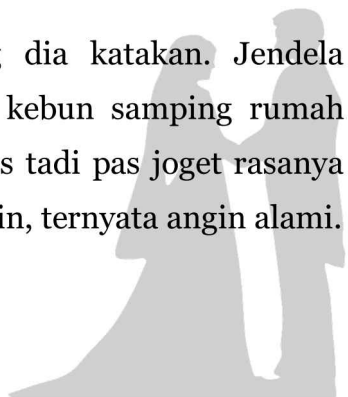 dia katakan. Jendela
kebun samping rumah
s tadi pas joget rasanya
in, ternyata angin alami.